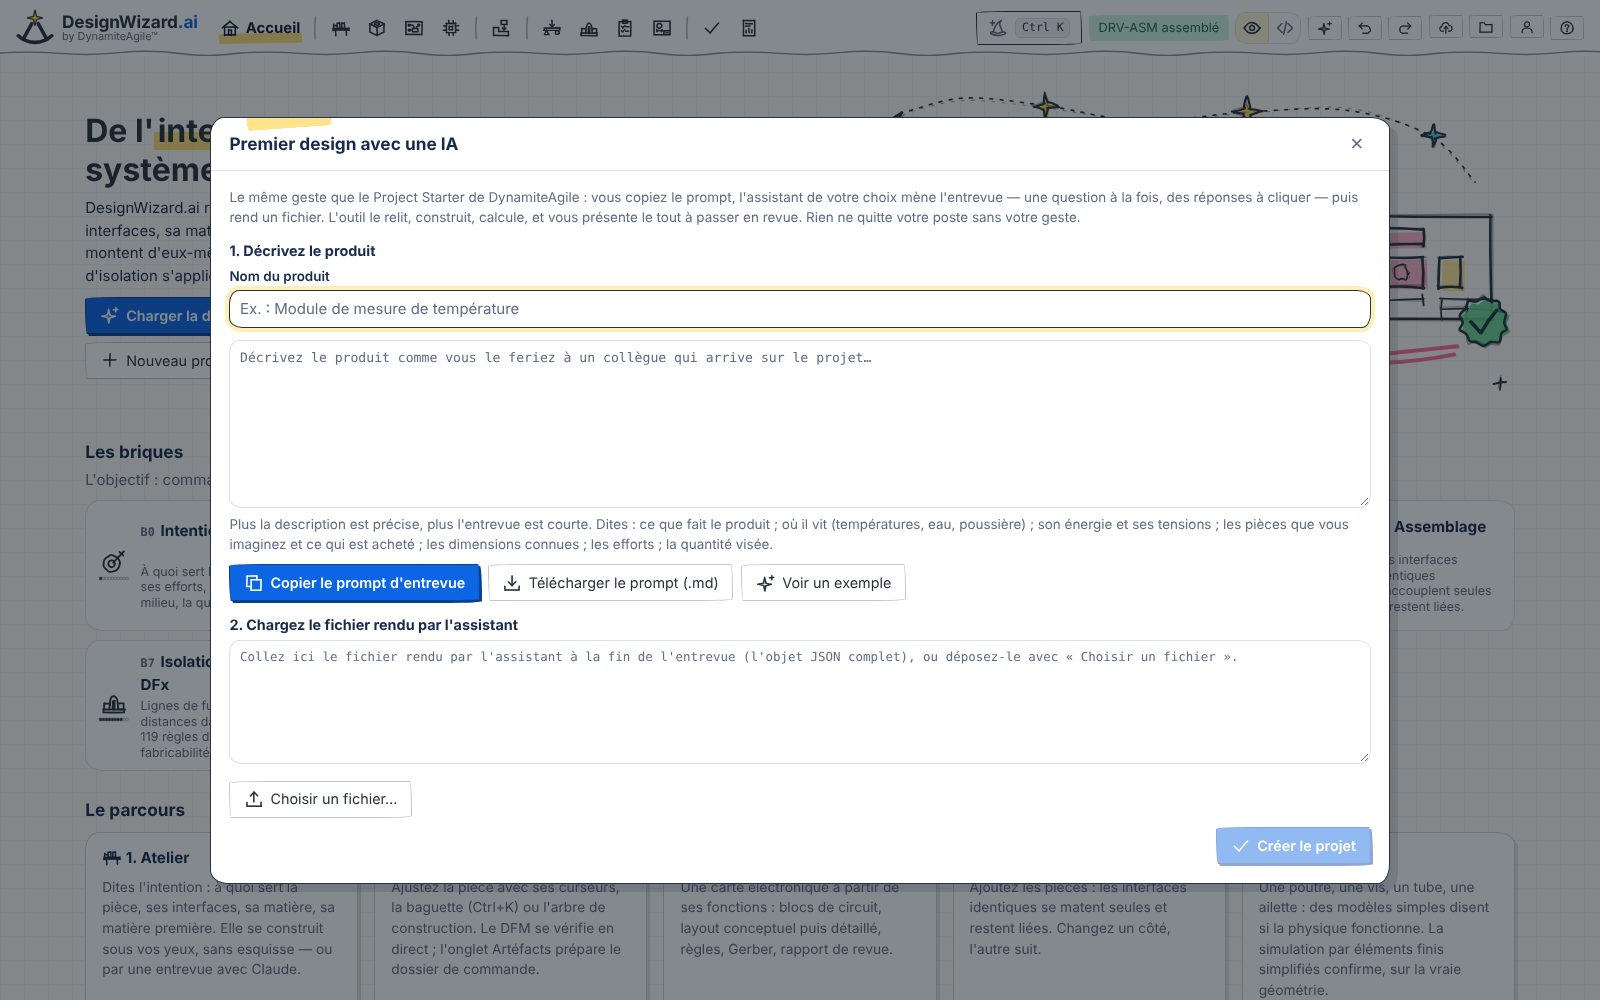 DesignWizard.ai
by DynamiteAgile™
Accueil
Ctrl K
DRV-ASM assemblé
De l'inte
système
DesignWizard.ai r
interfaces, sa mat
montent d'eux-mê
d'isolation s'appli
Charger la d
Nouveau pro
Premier design avec une IA
Le même geste que le Project Starter de DynamiteAgile : vous copiez le prompt, l'assistant de votre choix mène l'entrevue — une question à la fois, des réponses à cliquer — puis
rend un fichier. L'outil le relit, construit, calcule, et vous présente le tout à passer en revue. Rien ne quitte votre poste sans votre geste.
1. Décrivez le produit
Nom du produit
Ex. : Module de mesure de température
Décrivez le produit comme vous le feriez à un collègue qui arrive sur le projet…
Plus la description est précise, plus l'entrevue est courte. Dites : ce que fait le produit ; où il vit (températures, eau, poussière) ; son énergie et ses tensions ; les pièces que vous
imaginez et ce qui est acheté ; les dimensions connues ; les efforts ; la quantité visée.
Copier le prompt d'entrevue
Télécharger le prompt (.md)
Voir un exemple
2. Chargez le fichier rendu par l'assistant
Collez ici le fichier rendu par l'assistant à la fin de l'entrevue (l'objet JSON complet), ou déposez-le avec « Choisir un fichier ».
Choisir un fichier…
Créer le projet
Les briques
L'objectif : comma
B0 Intentio
À quoi sert l
ses efforts,
milieu, la qu
Assemblage
s interfaces
entiques
accouplent seules
restent liées.
B7 Isolatio
DFx
Lignes de fu
distances da
119 règles d
fabricabilité
Le parcours
1. Atelier
Dites l'intention : à quoi sert la
pièce, ses interfaces, sa matière, sa
matière première. Elle se construit
sous vos yeux, sans esquisse — ou
par une entrevue avec Claude.
Ajustez la pièce avec ses curseurs,
la baguette (Ctrl+K) ou l'arbre de
construction. Le DFM se vérifie en
direct ; l'onglet Artéfacts prépare le
dossier de commande.
Une carte électronique à partir de
ses fonctions : blocs de circuit,
layout conceptuel puis détaillé,
règles, Gerber, rapport de revue.
Ajoutez les pièces : les interfaces
identiques se matent seules et
restent liées. Changez un côté,
l'autre suit.
Une poutre, une vis, un tube, une
ailette : des modèles simples disent
si la physique fonctionne. La
simulation par éléments finis
simplifiés confirme, sur la vraie
géométrie.